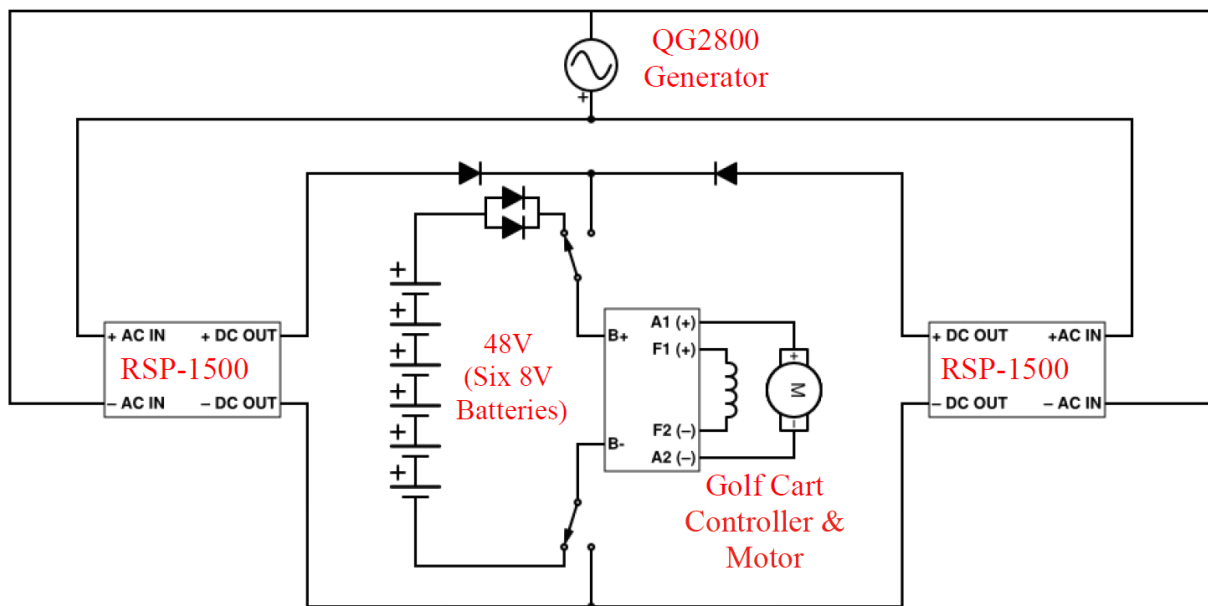 QG2800
Generator
+
+ AC IN
+ DC OUT
RSP-1500
– AC IN
– DC OUT
+
+
+
+
+
+
48V
(Six 8V
Batteries)
B+
B-
A1 (+)
F1 (+)
F2 (–)
A2 (–)
+
M
–
Golf Cart
Controller &
Motor
+ DC OUT
+AC IN
RSP-1500
– DC OUT
– AC IN